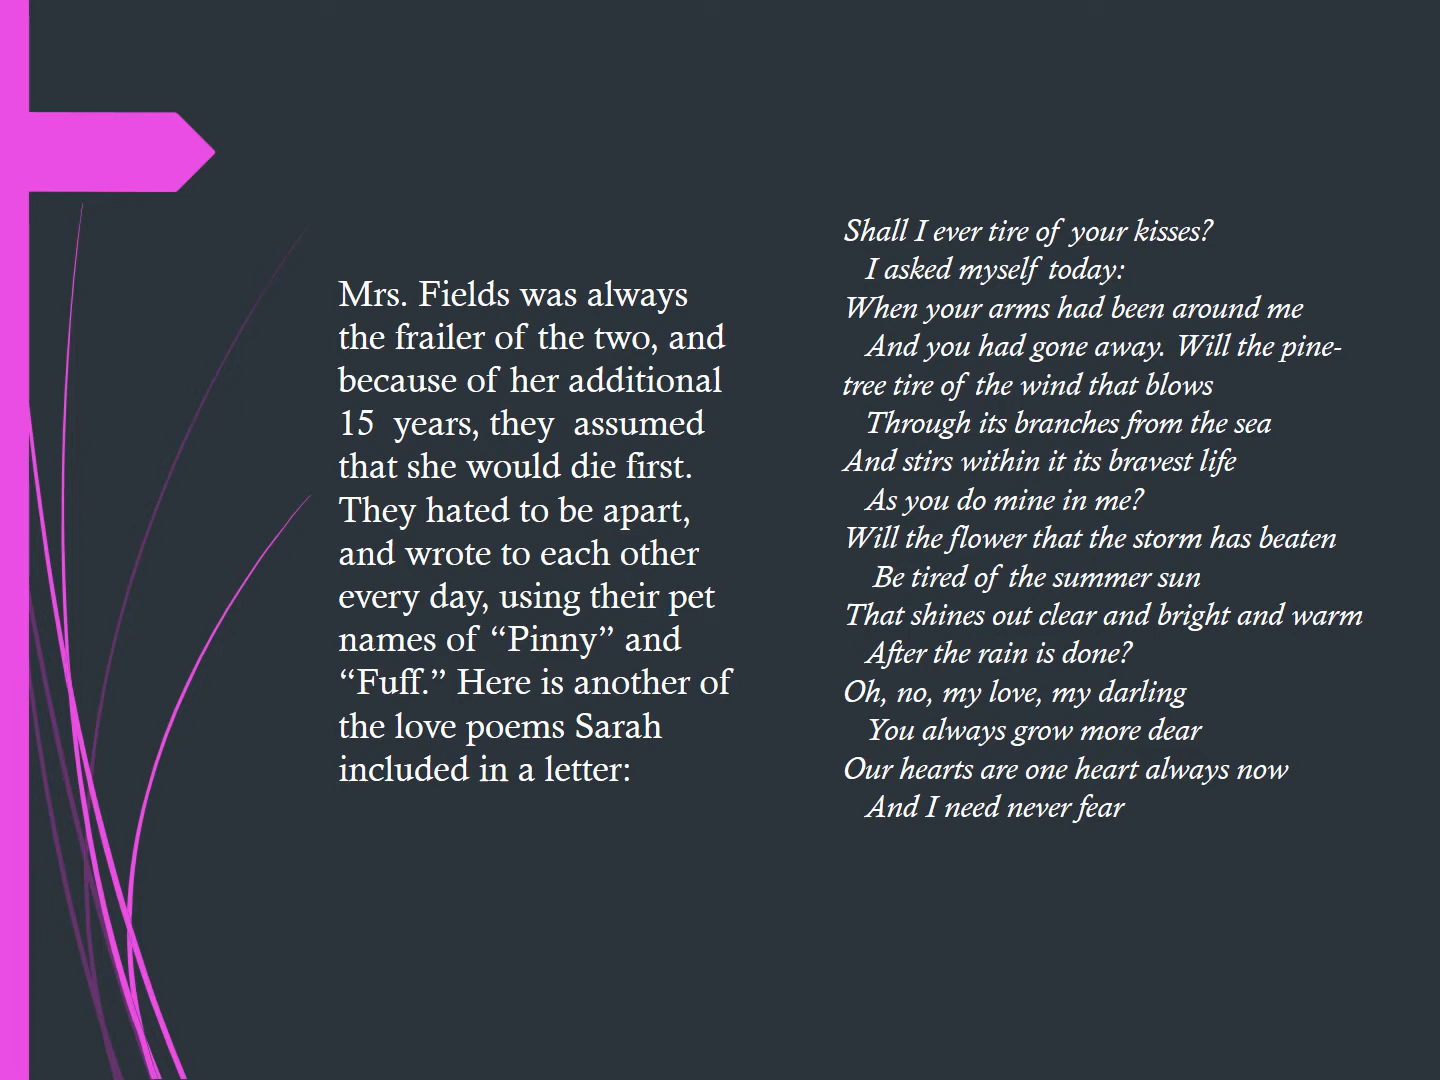 Mrs. Fields was always
the frailer of the two, and
because of her additional
15 years, they assumed
that she would die first.
They hated to be apart,
and wrote to each other
every day, using their pet
names of “Pinny” and
“Fuff.” Here is another of
the love poems Sarah
included in a letter:
Shall I ever tire of your kisses?
I asked myself today:
When your arms had been around me
And you had gone away. Will the pine-
tree tire of the wind that blows
Through its branches from the sea
And stirs within it its bravest life
As you do mine in me?
Will the flower that the storm has beaten
Be tired of the summer sun
That shines out clear and bright and warm
After the rain is done?
Oh, no, my love, my darling
You always grow more dear
Our hearts are one heart always now
And I need never fear